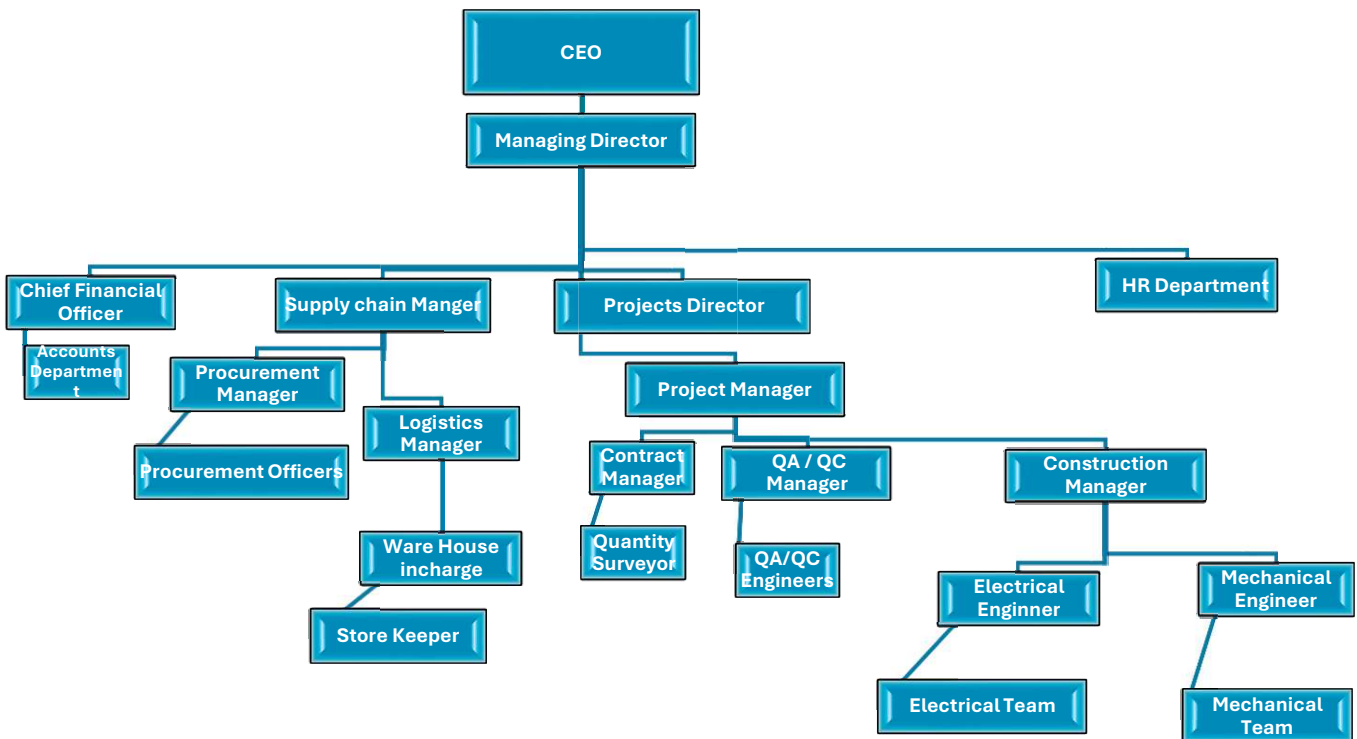 CEO
Managing Director
Chief Financial
Officer
Supply chain Manger
Projects Director
HR Department
Accounts
Departmen
t
Procurement
Manager
Project Manager
Logistics
Manager
Procurement Officers
Contract
Manager
QA / QC
Manager
Construction
Manager
Quantity
Surveyor
Ware House
incharge
QA/QC
Engineers
Electrical
Enginner
Mechanical
Engineer
Store Keeper
Electrical Team
Mechanical
Team